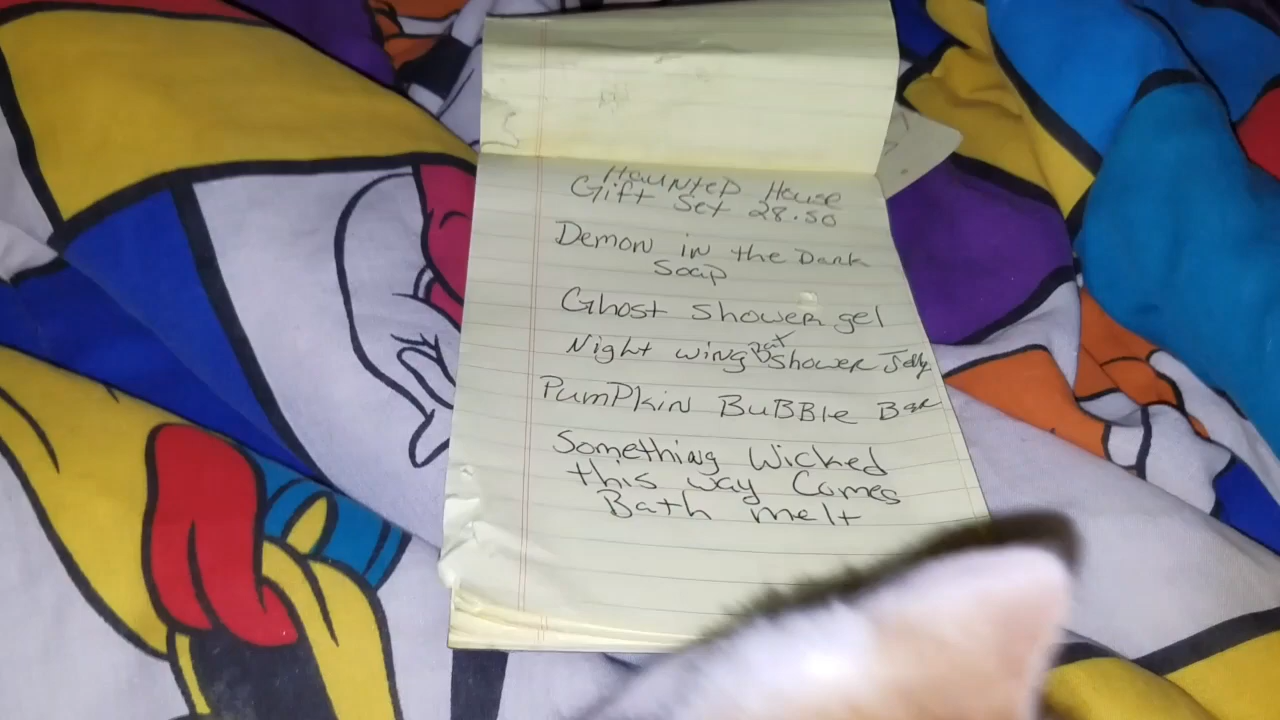 Haunted House
Gift Set 28.50
Demon in the Dark
Soap
Ghost Shower gel
Night wing Bat Shower Jelly
PumPkin BuBBle Bar
Something Wicked
this way Comes
Bath melt